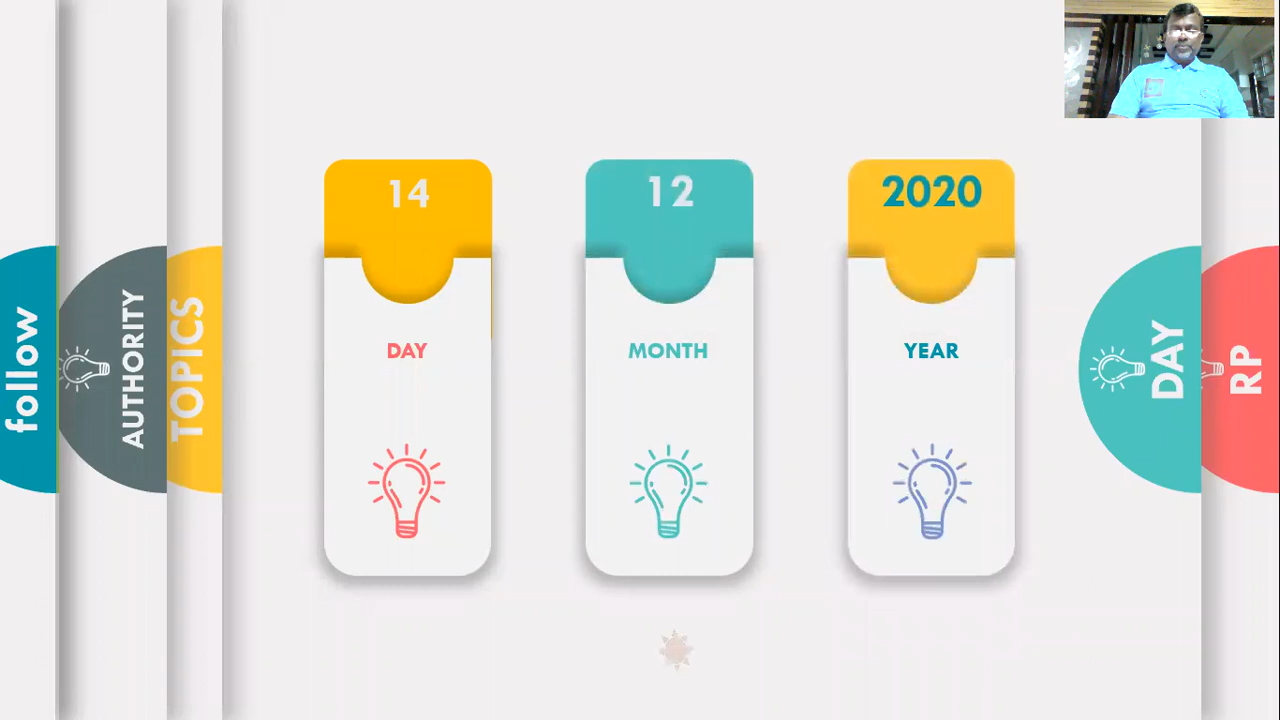 follow
AUTHORITY
TOPICS
14
DAY
12
MONTH
2020
YEAR
DAY
RP